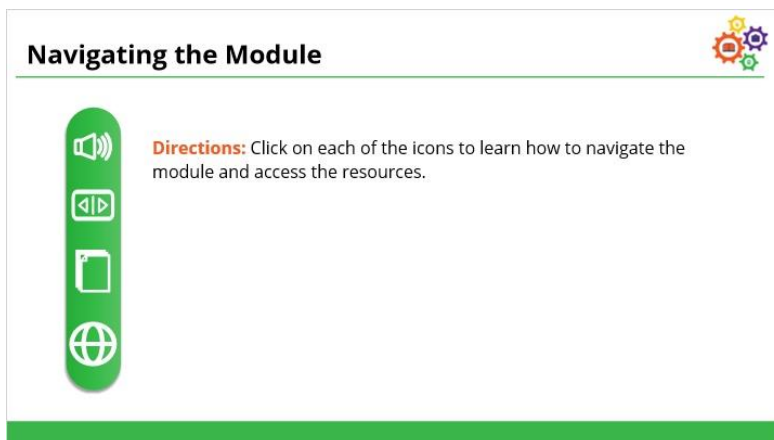 Navigating the Module
Directions: Click on each of the icons to learn how to navigate the
module and access the resources.